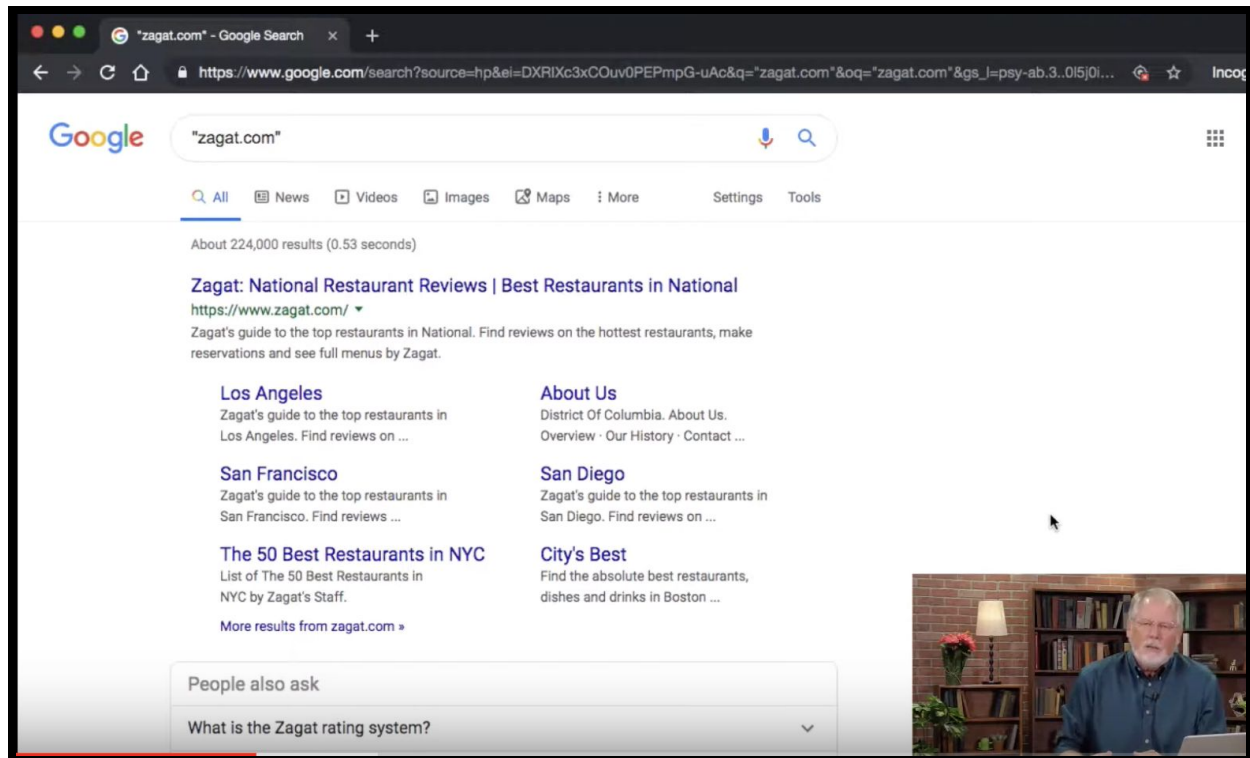 "zagat.com" - Google Search
https://www.google.com/search?source=hp&ei=DXRIXc3xCOuv0PEPmpG-uAc&q="zagat.com"&oq="zagat.com"&gs_l=psy-ab.3..0l5j0i...
Incog
Google
"zagat.com"
All News Videos Images Maps More Settings Tools
About 224,000 results (0.53 seconds)
Zagat: National Restaurant Reviews | Best Restaurants in National
https://www.zagat.com/
Zagat's guide to the top restaurants in National. Find reviews on the hottest restaurants, make
reservations and see full menus by Zagat.
Los Angeles
Zagat's guide to the top restaurants in
Los Angeles. Find reviews on ...
About Us
District Of Columbia. About Us.
Overview · Our History · Contact ...
San Francisco
Zagat's guide to the top restaurants in
San Francisco. Find reviews ...
San Diego
Zagat's guide to the top restaurants in
San Diego. Find reviews on ...
The 50 Best Restaurants in NYC
List of The 50 Best Restaurants in
NYC by Zagat's Staff.
City's Best
Find the absolute best restaurants,
dishes and drinks in Boston ...
More results from zagat.com »
People also ask
What is the Zagat rating system?